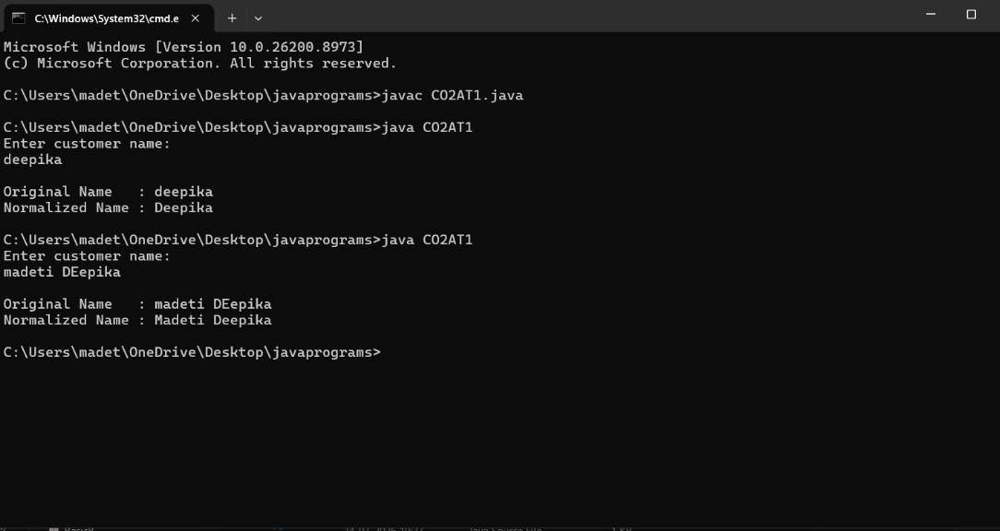 C:\Windows\System32\cmd.e
Microsoft Windows [Version 10.0.26200.8973]
(c) Microsoft Corporation. All rights reserved.
C:\Users\madet\OneDrive\Desktop\javaprograms>javac CO2AT1.java
C:\Users\madet\OneDrive\Desktop\javaprograms>java CO2AT1
Enter customer name:
deepika
Original Name   : deepika
Normalized Name : Deepika
C:\Users\madet\OneDrive\Desktop\javaprograms>java CO2AT1
Enter customer name:
madeti DEepika
Original Name   : madeti DEepika
Normalized Name : Madeti Deepika
C:\Users\madet\OneDrive\Desktop\javaprograms>